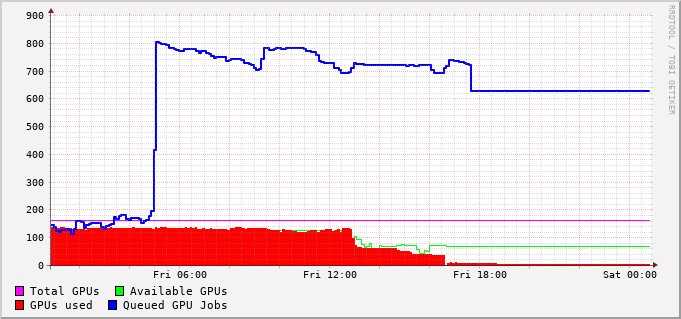 900
800
700
600
500
400
300
200
100
0
Fri 06:00 Fri 12:00 Fri 18:00 Sat 00:00
Total GPUs Available GPUs
GPUs used Queued GPU Jobs
RRDTOOL / TOBI OETIKER